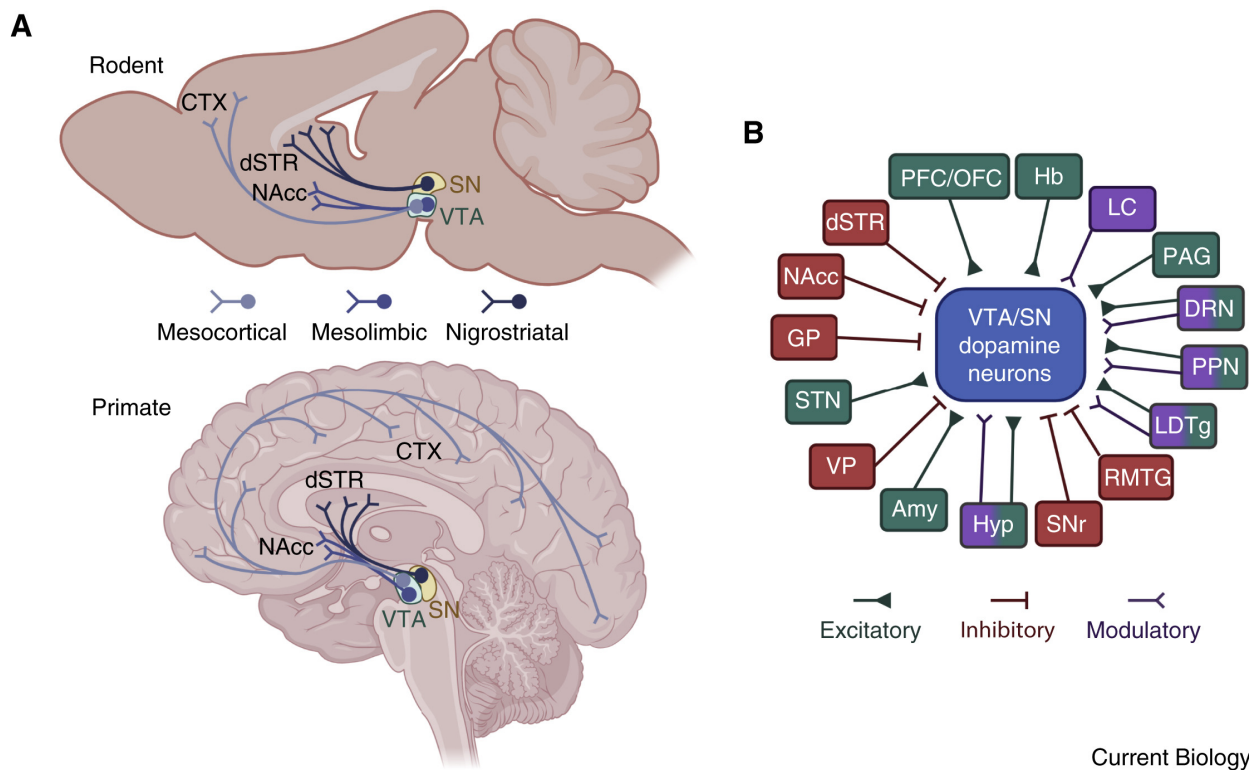 A
Rodent
CTX
dSTR
NAcc
SN
VTA
Mesocortical
Mesolimbic
Nigrostriatal
Primate
CTX
dSTR
NAcc
VTA
SN
B
PFC/OFC
Hb
LC
dSTR
PAG
NAcc
DRN
GP
VTA/SN
dopamine
neurons
PPN
STN
LDTg
VP
RMTG
Amy
Hyp
SNr
Excitatory
Inhibitory
Modulatory
Current Biology